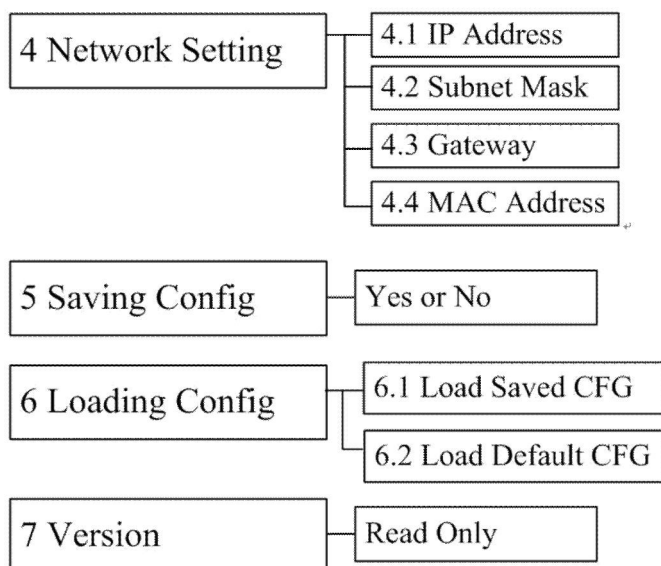 4 Network Setting
4.1 IP Address
4.2 Subnet Mask
4.3 Gateway
4.4 MAC Address
5 Saving Config
Yes or No
6 Loading Config
6.1 Load Saved CFG
6.2 Load Default CFG
7 Version
Read Only